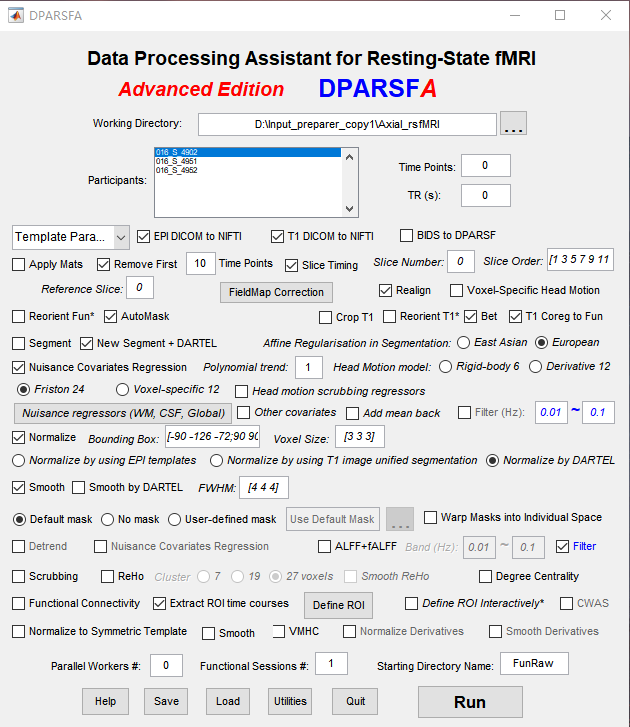 DPARSFA
Data Processing Assistant for Resting-State fMRI
Advanced Edition DPARSFA
Working Directory: D:\Input_preparer_copy1\Axial_rsfMRI ...
Participants: 016_S_4902
016_S_4951
016_S_4952
Time Points: 0
TR (s): 0
Template Para... EPI DICOM to NIFTI T1 DICOM to NIFTI BIDS to DPARSF
Apply Mats Remove First 10 Time Points Slice Timing Slice Number: 0 Slice Order: [1 3 5 7 9 11
Reference Slice: 0 FieldMap Correction Realign Voxel-Specific Head Motion
Reorient Fun* AutoMask Crop T1 Reorient T1* Bet T1 Coreg to Fun
Segment New Segment + DARTEL Affine Regularisation in Segmentation: East Asian European
Nuisance Covariates Regression Polynomial trend: 1 Head Motion model: Rigid-body 6 Derivative 12
Friston 24 Voxel-specific 12 Head motion scrubbing regressors
Nuisance regressors (WM, CSF, Global) Other covariates Add mean back Filter (Hz): 0.01 ~ 0.1
Normalize Bounding Box: [-90 -126 -72;90 90 Voxel Size: [3 3 3]
Normalize by using EPI templates Normalize by using T1 image unified segmentation Normalize by DARTEL
Smooth Smooth by DARTEL FWHM: [4 4 4]
Default mask No mask User-defined mask Use Default Mask ... Warp Masks into Individual Space
Detrend Nuisance Covariates Regression ALFF+fALFF Band (Hz): 0.01 ~ 0.1 Filter
Scrubbing ReHo Cluster 7 19 27 voxels Smooth ReHo Degree Centrality
Functional Connectivity Extract ROI time courses Define ROI Define ROI Interactively* CWAS
Normalize to Symmetric Template Smooth VMHC Normalize Derivatives Smooth Derivatives
Parallel Workers #: 0 Functional Sessions #: 1 Starting Directory Name: FunRaw
Help Save Load Utilities Quit Run